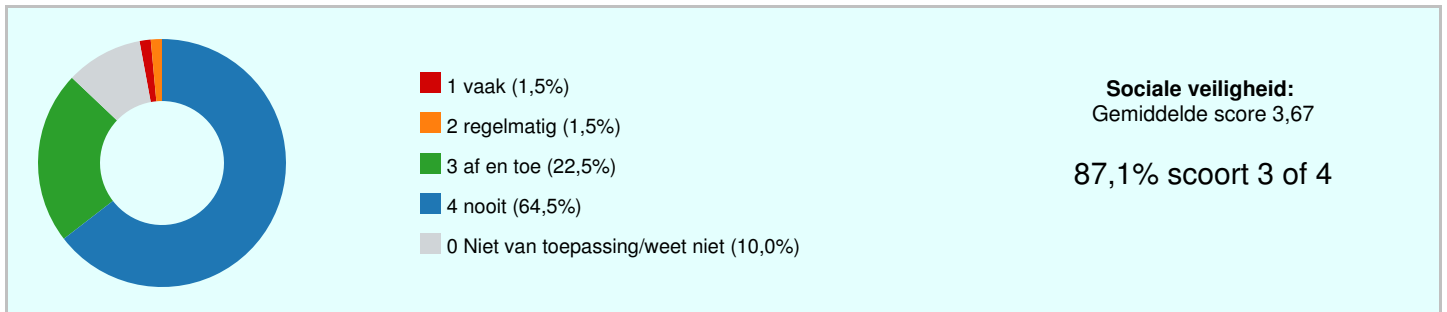 1 vaak (1,5%)
2 regelmatig (1,5%)
3 af en toe (22,5%)
4 nooit (64,5%)
0 Niet van toepassing/weet niet (10,0%)
Sociale veiligheid:
Gemiddelde score 3,67
87,1% scoort 3 of 4